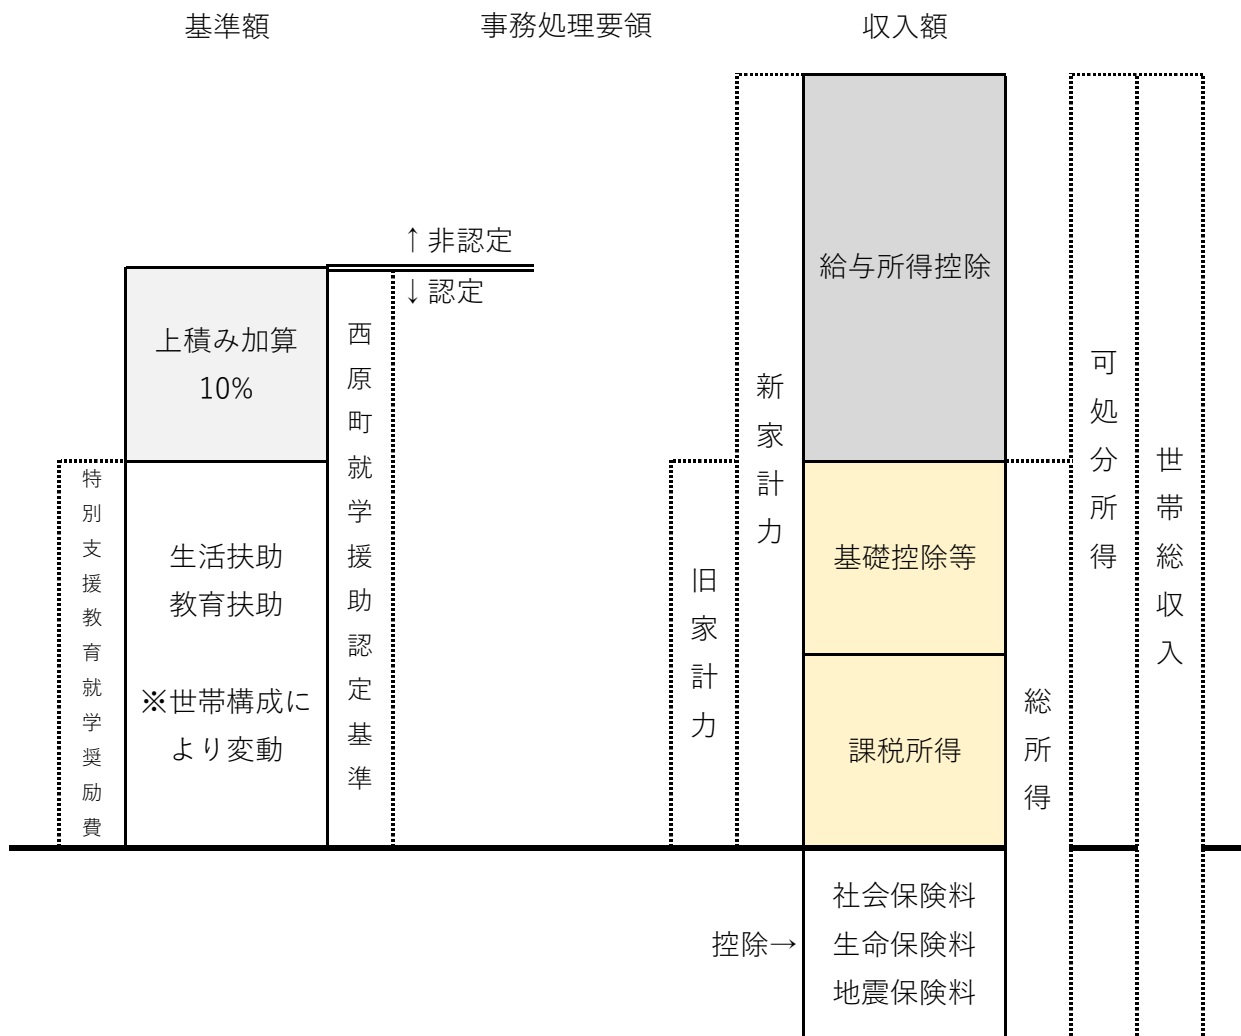 基準額
事務処理要領
収入額
↑非認定
↓認定
上積み加算
10%
生活扶助
教育扶助
※世帯構成に
より変動
特別支援教育就学奨励費
西原町就学援助認定基準
旧家計力
新家計力
給与所得控除
基礎控除等
課税所得
総所得
可処分所得
世帯総収入
控除→
社会保険料
生命保険料
地震保険料